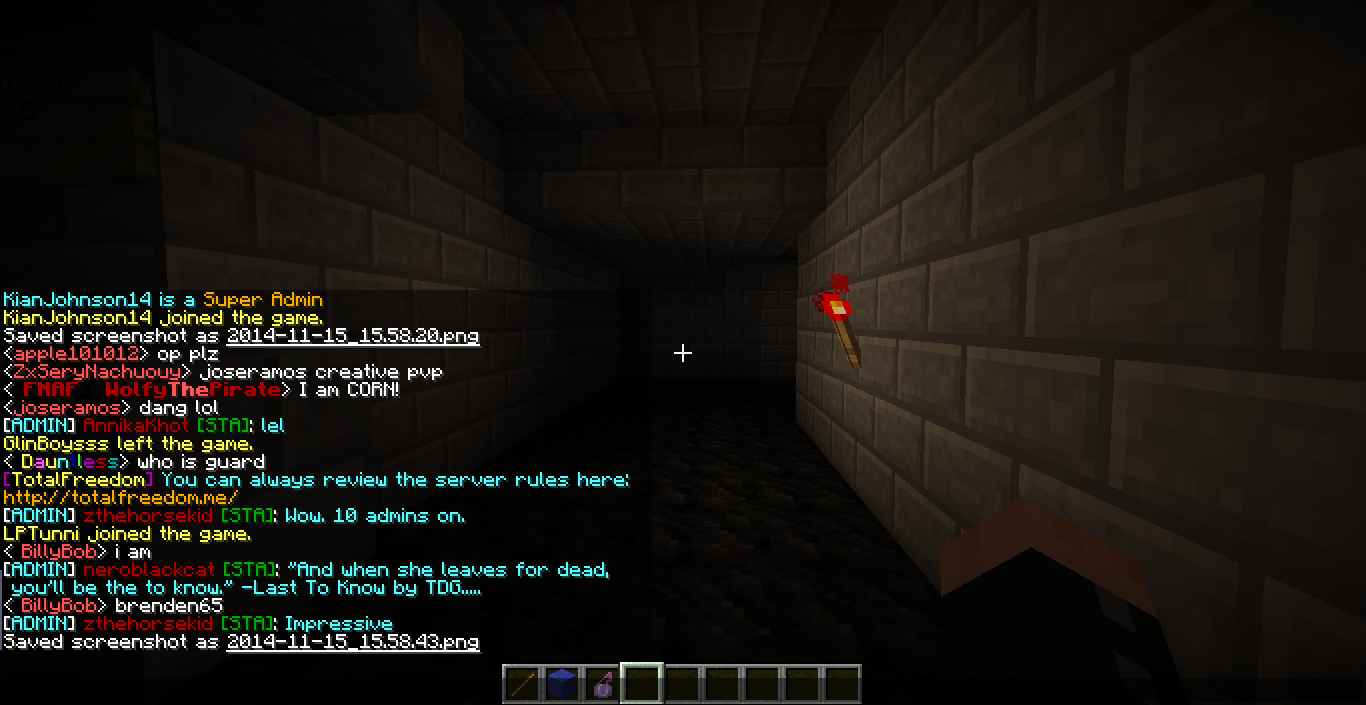 KianJohnson14 is a Super Admin
KianJohnson14 joined the game.
Saved screenshot as 2014-11-15_15.58.20.png
<apple101012> op plz
<ZxSeryNachuouy> joseramos creative pvp
< FNAF WolfyThePirate> I am CORN!
<joseramos> dang lol
[ADMIN] AnnikaKhot [STA]: lel
GlinBoysss left the game.
< Dauntless> who is guard
[TotalFreedom] You can always review the server rules here:
http://totalfreedom.me/
[ADMIN] zthehorsekid [STA]: Wow. 10 admins on.
LPTunni joined the game.
< BillyBob> i am
[ADMIN] neroblackcat [STA]: "And when she leaves for dead,
you'll be the to know." -Last To Know by TDG.....
< BillyBob> brenden65
[ADMIN] zthehorsekid [STA]: Impressive
Saved screenshot as 2014-11-15_15.58.43.png